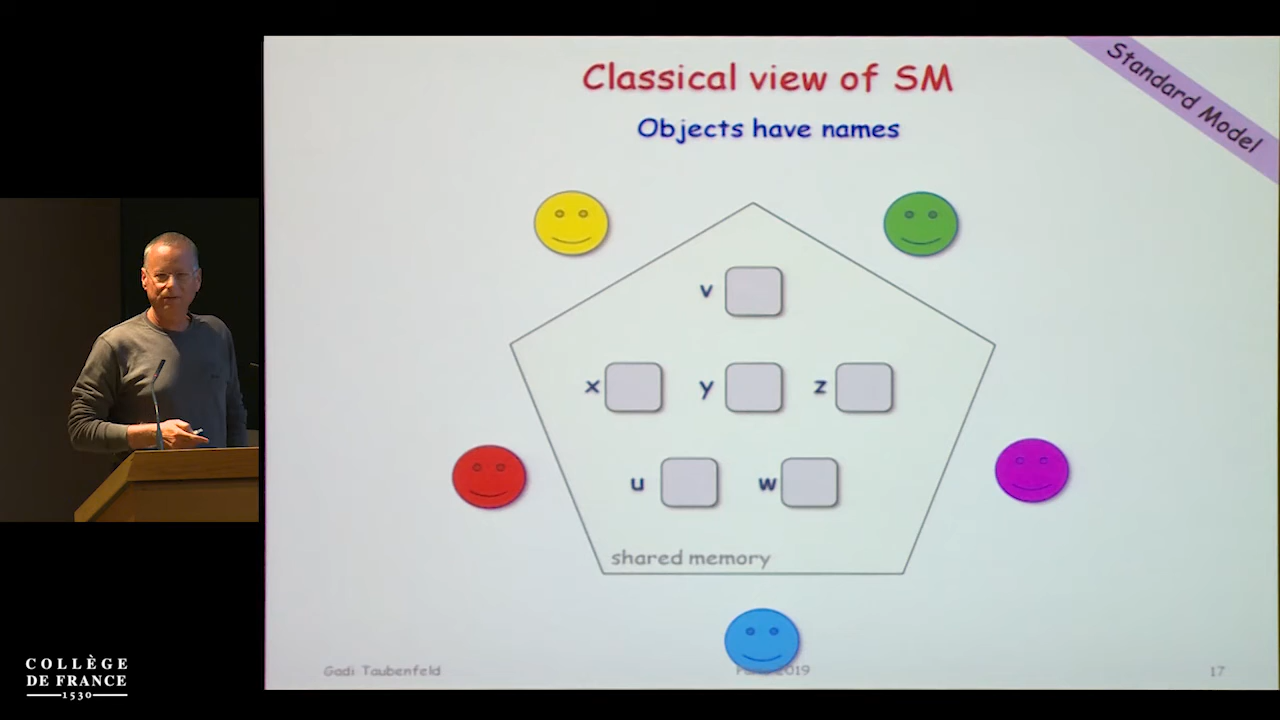 Classical view of SM
Standard Model
Objects have names
v
x
y
z
u
w
shared memory
Gadi Taubenfeld
2019
17
COLLÈGE
DE FRANCE
1530